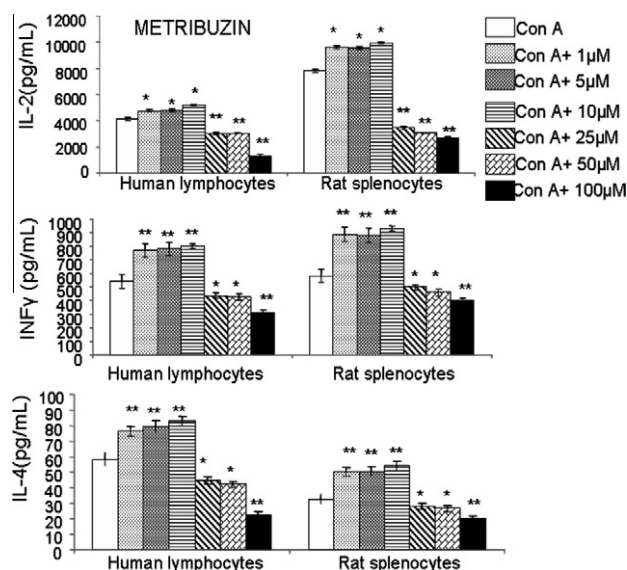 METRIBUZIN
IL-2(pg/mL)
12000
10000
8000
6000
4000
2000
0
* * * ** ** ** * * * ** ** **
Human lymphocytes Rat splenocytes
Con A
Con A+ 1µM
Con A+ 5µM
Con A+ 10µM
Con A+ 25µM
Con A+ 50µM
Con A+ 100µM
INFγ (pg/mL)
1000
900
800
700
600
500
400
300
200
100
0
** ** ** * * ** ** ** ** * * **
Human lymphocytes Rat splenocytes
IL-4(pg/mL)
100
90
80
70
60
50
40
30
20
10
0
** ** ** * * ** ** ** ** * * **
Human lymphocytes Rat splenocytes